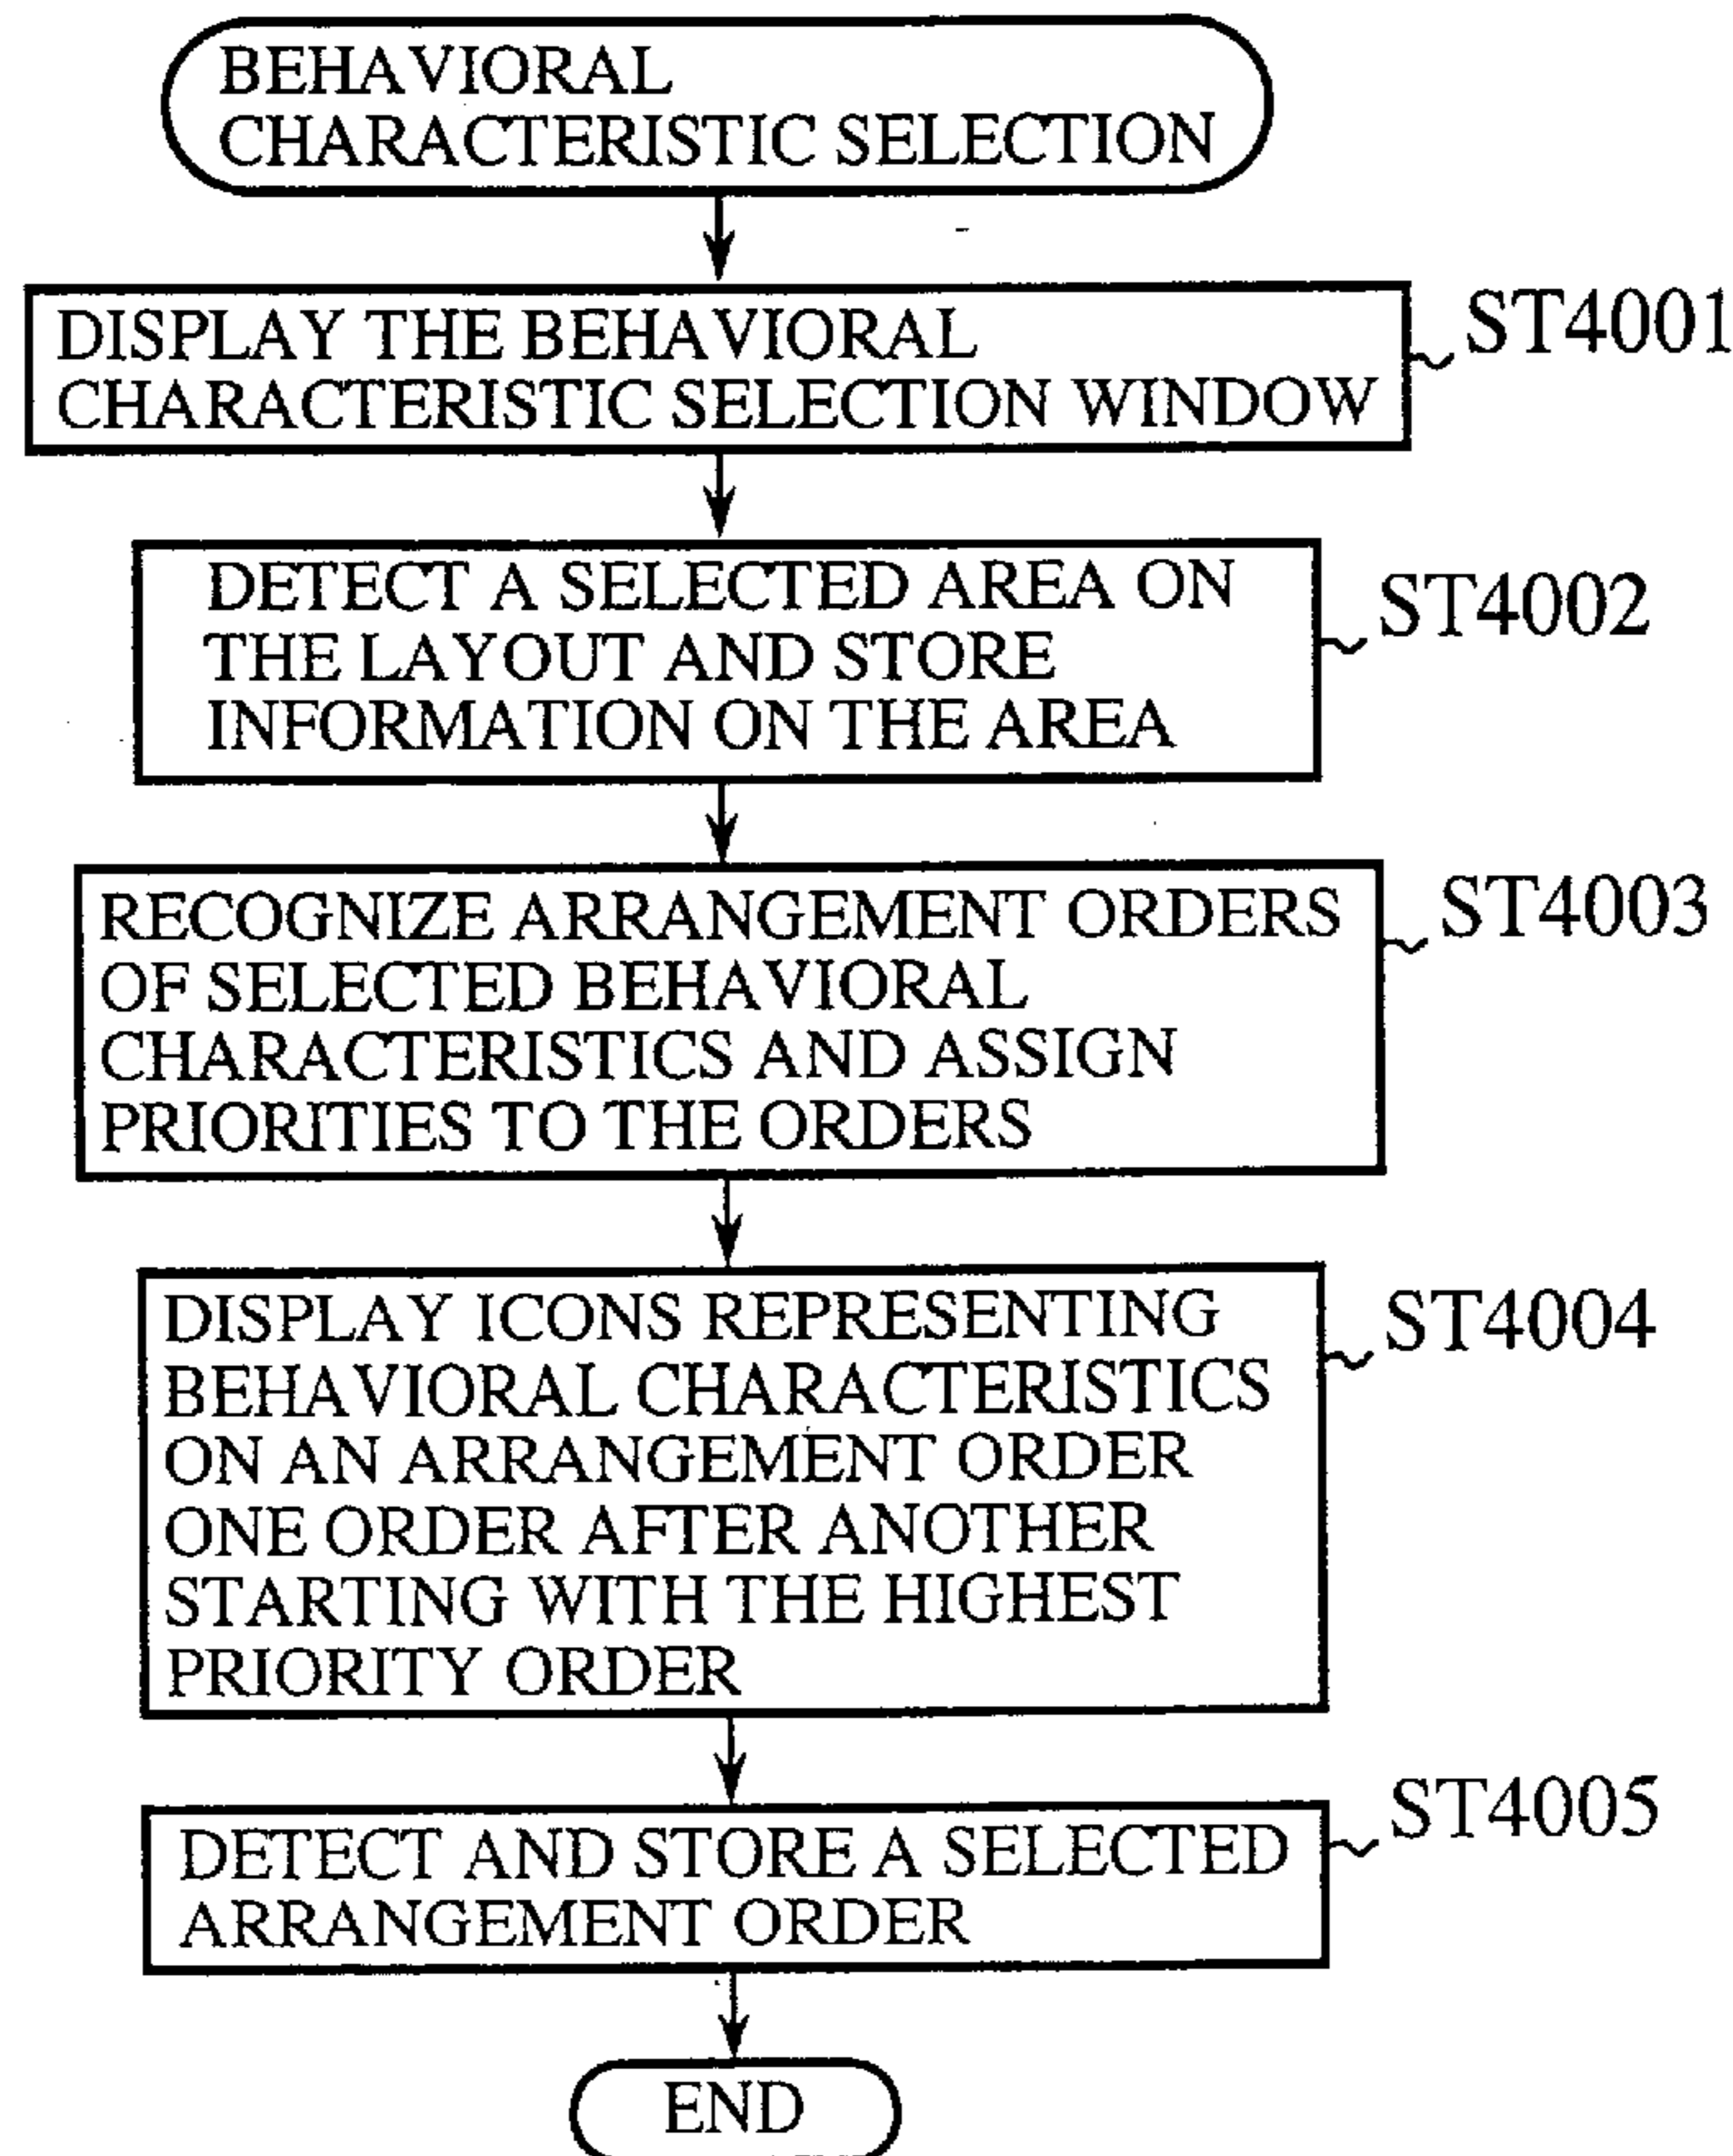 BEHAVIORAL
CHARACTERISTIC SELECTION
DISPLAY THE BEHAVIORAL
CHARACTERISTIC SELECTION WINDOW
ST4001
DETECT A SELECTED AREA ON
THE LAYOUT AND STORE
INFORMATION ON THE AREA
ST4002
RECOGNIZE ARRANGEMENT ORDERS
OF SELECTED BEHAVIORAL
CHARACTERISTICS AND ASSIGN
PRIORITIES TO THE ORDERS
ST4003
DISPLAY ICONS REPRESENTING
BEHAVIORAL CHARACTERISTICS
ON AN ARRANGEMENT ORDER
ONE ORDER AFTER ANOTHER
STARTING WITH THE HIGHEST
PRIORITY ORDER
ST4004
DETECT AND STORE A SELECTED
ARRANGEMENT ORDER
ST4005
END